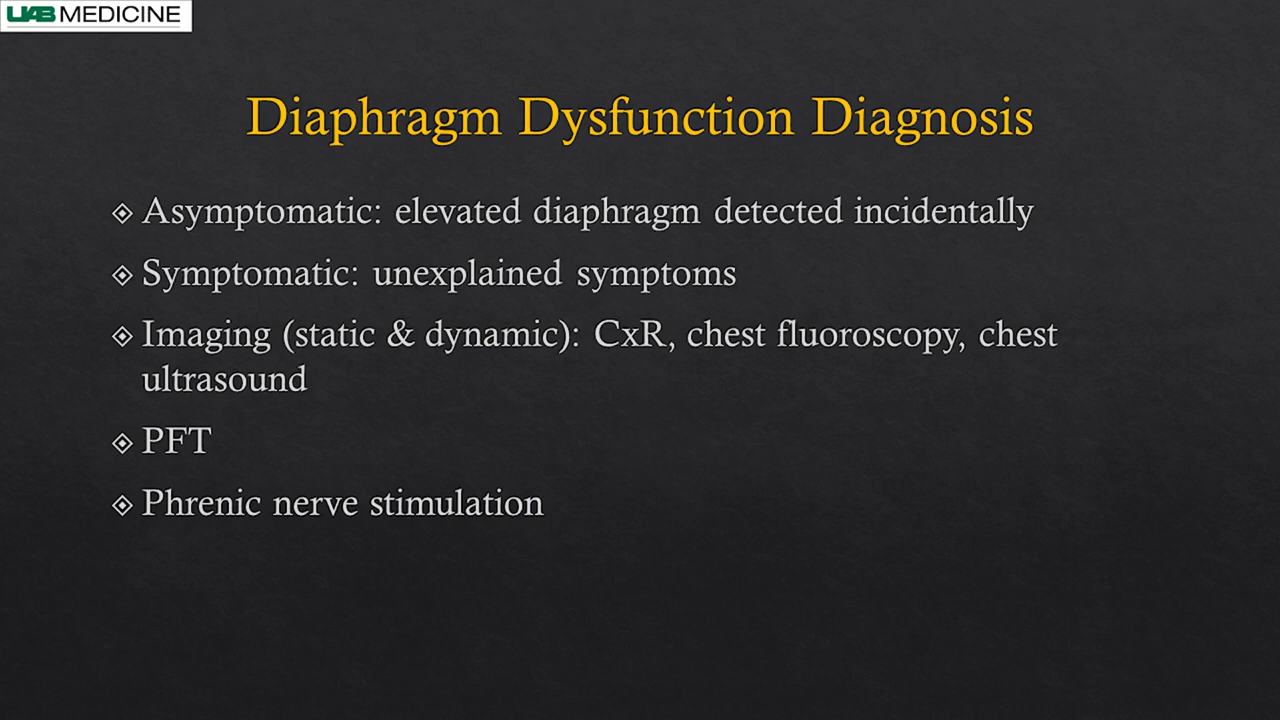 UAB MEDICINE
Diaphragm Dysfunction Diagnosis
Asymptomatic: elevated diaphragm detected incidentally
Symptomatic: unexplained symptoms
Imaging (static & dynamic): CxR, chest fluoroscopy, chest
ultrasound
PFT
Phrenic nerve stimulation